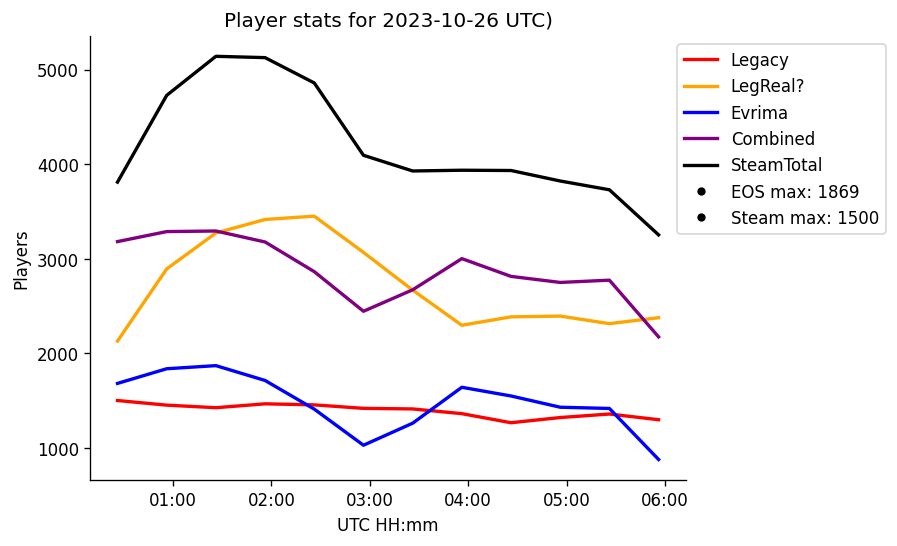 Player stats for 2023-10-26 UTC)
Players
5000
4000
3000
2000
1000
01:00
02:00
03:00
04:00
05:00
06:00
UTC HH:mm
Legacy
LegReal?
Evrima
Combined
SteamTotal
EOS max: 1869
Steam max: 1500